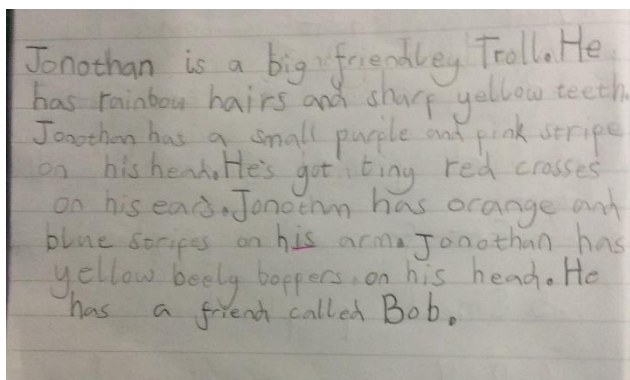 Jonothan is a big friendley Troll. He
has rainbow hairs and sharp yellow teeth.
Jonothan has a small purple and pink stripe
on his head. He's got tiny red crosses
on his ears. Jonothan has orange and
blue stripes on his arm. Jonothan has
yellow beely boppers on his head. He
has a friend called Bob.